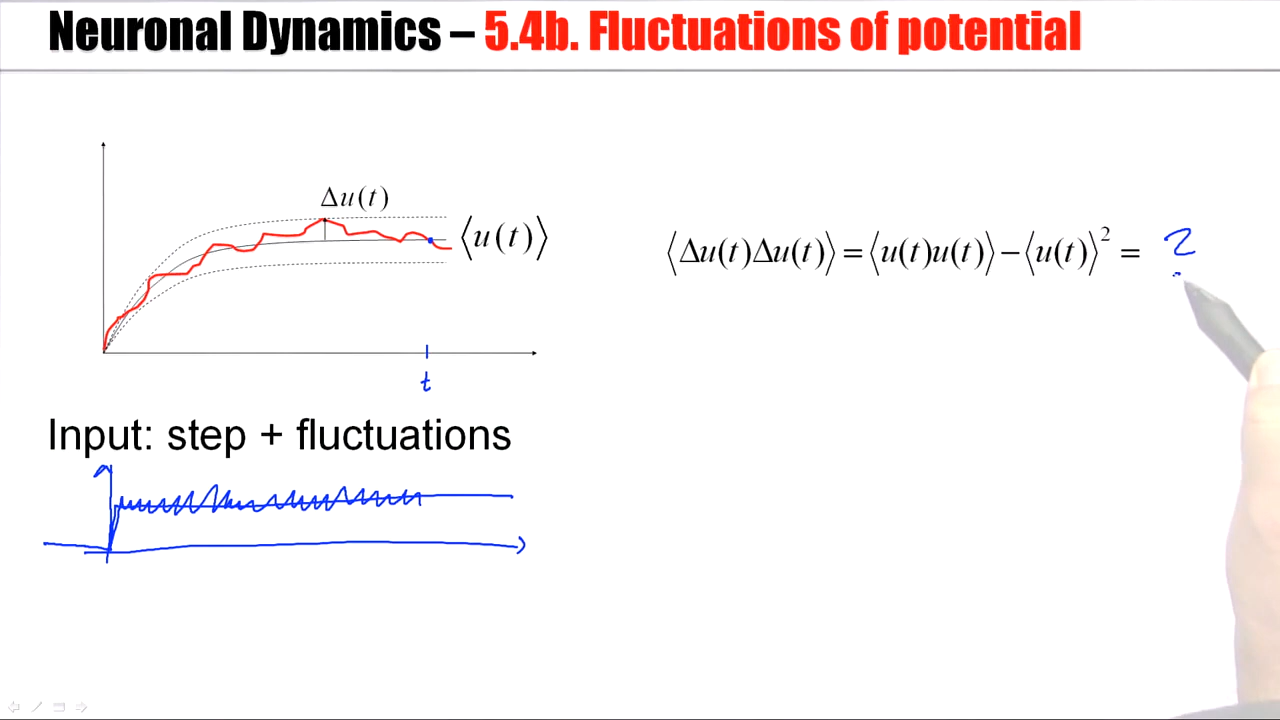 Neuronal Dynamics – 5.4b. Fluctuations of potential
Δu(t)
⟨u(t)⟩
⟨Δu(t)Δu(t)⟩ = ⟨u(t)u(t)⟩ − ⟨u(t)⟩² = ?
t
Input: step + fluctuations